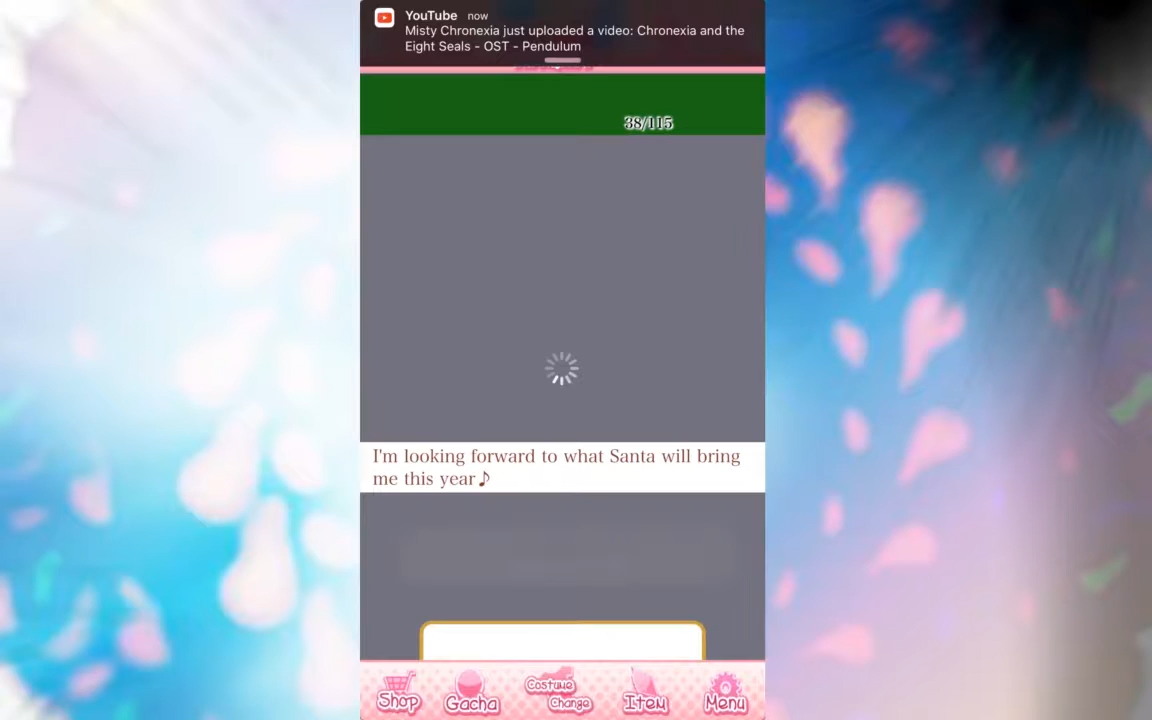 YouTube now
Misty Chronexia just uploaded a video: Chronexia and the
Eight Seals - OST - Pendulum
38/115
I'm looking forward to what Santa will bring
me this year♪
Shop
Gacha
Costume
Change
Item
Menu